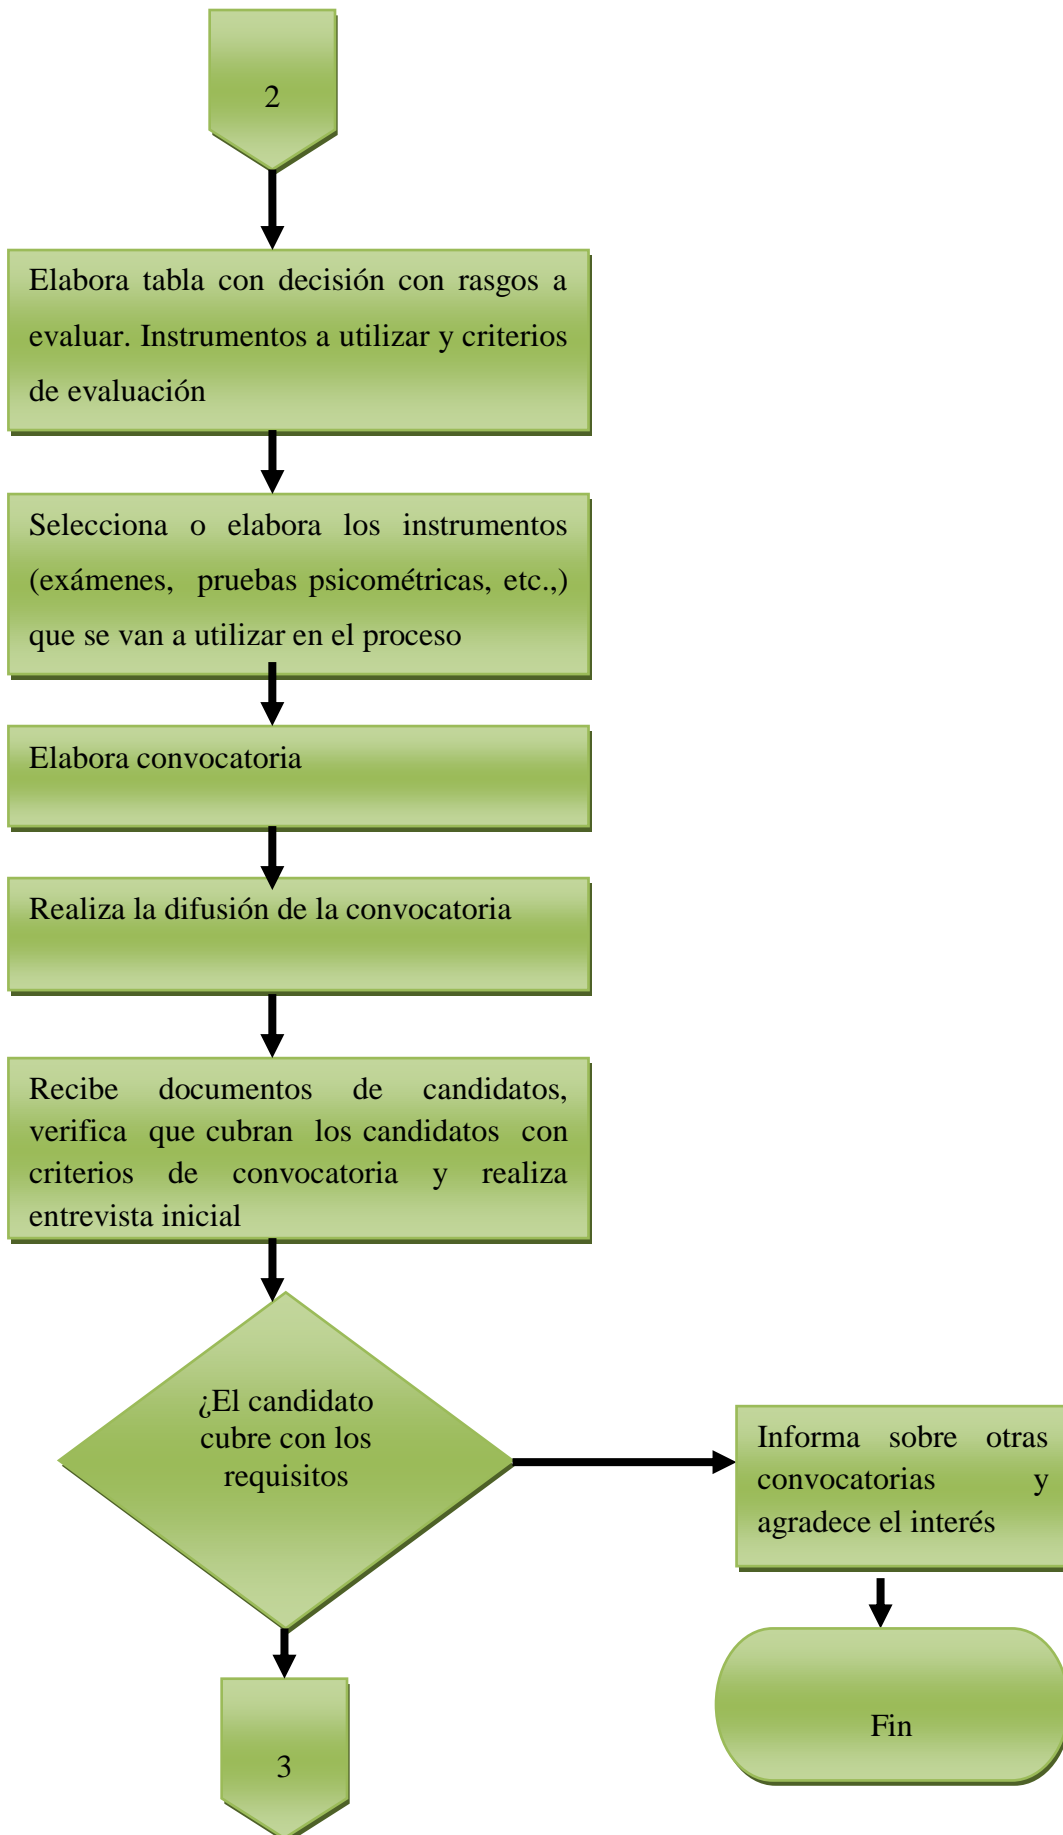 2
Elabora tabla con decisión con rasgos a
evaluar. Instrumentos a utilizar y criterios
de evaluación
Selecciona o elabora los instrumentos
(exámenes, pruebas psicométricas, etc.,)
que se van a utilizar en el proceso
Elabora convocatoria
Realiza la difusión de la convocatoria
Recibe documentos de candidatos,
verifica que cubran los candidatos con
criterios de convocatoria y realiza
entrevista inicial
¿El candidato
cubre con los
requisitos
Informa sobre otras
convocatorias y
agradece el interés
Fin
3